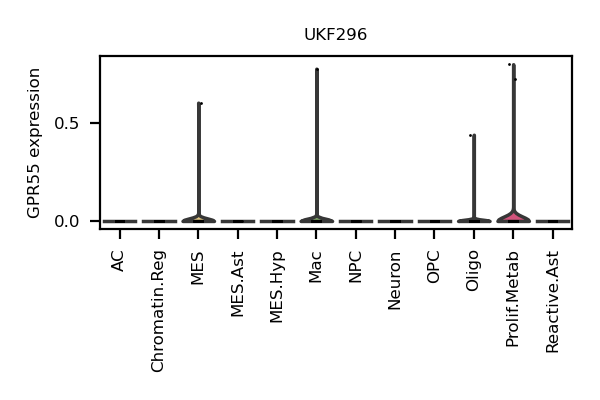 UKF296
GPR55 expression
0.5
0.0
AC
Chromatin.Reg
MES
MES.Ast
MES.Hyp
Mac
NPC
Neuron
OPC
Oligo
Prolif.Metab
Reactive.Ast